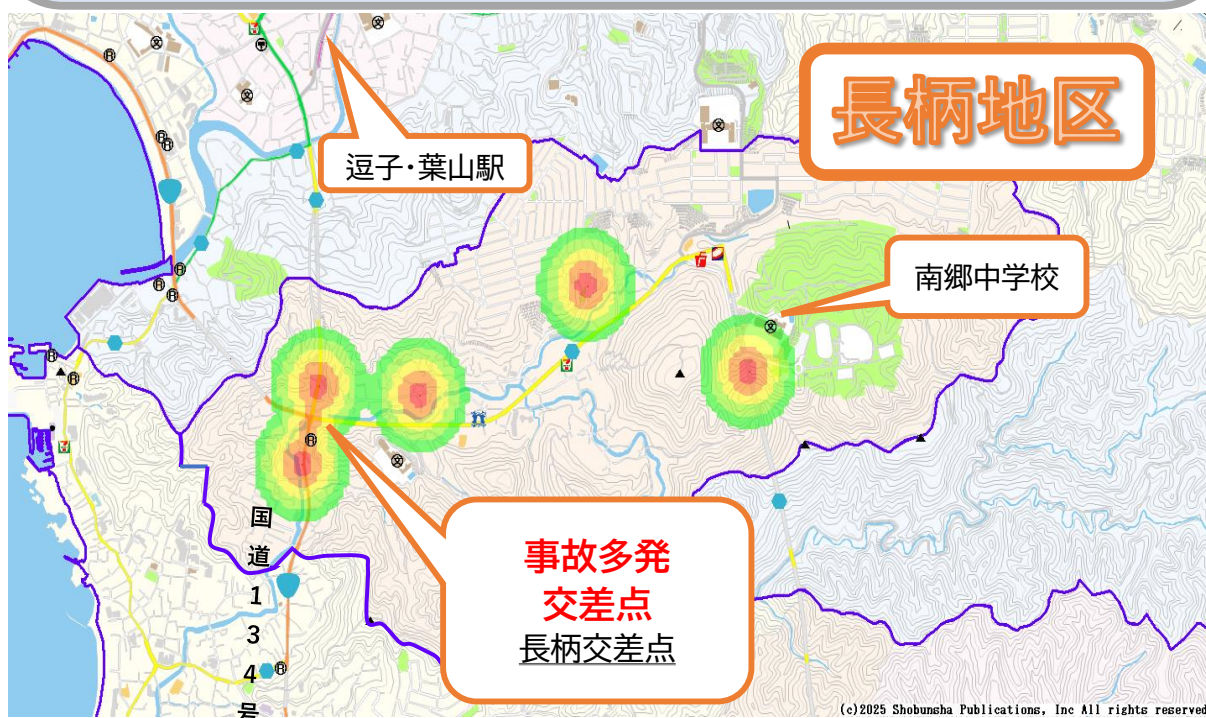 長柄地区
逗子・葉山駅
南郷中学校
事故多発
交差点
長柄交差点
国道134号
(c)2025 Shobunsha Publications, Inc All rights reserved